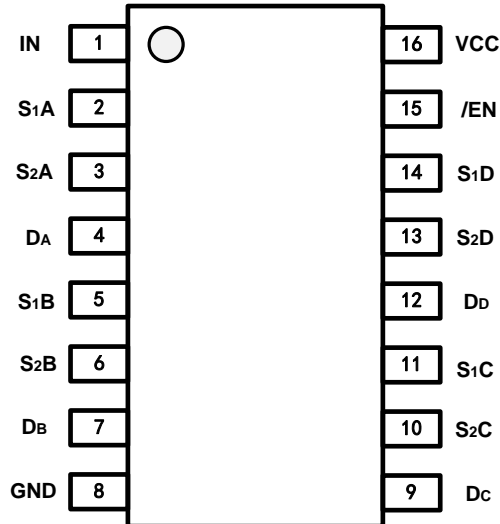 IN 1 16 VCC
S1A 2 15 /EN
S2A 3 14 S1D
DA 4 13 S2D
S1B 5 12 DD
S2B 6 11 S1C
DB 7 10 S2C
GND 8 9 DC